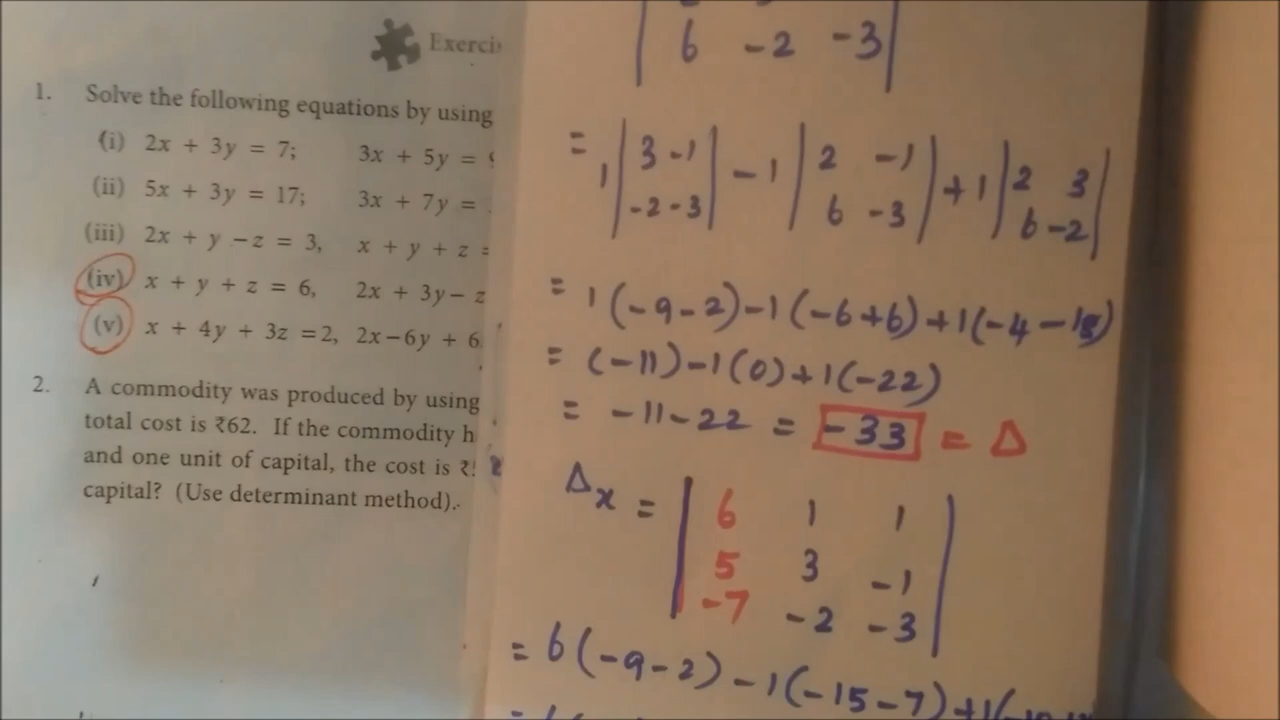 Exerci
1. Solve the following equations by using
(i) 2x + 3y = 7; 3x + 5y =
(ii) 5x + 3y = 17; 3x + 7y =
(iii) 2x + y − z = 3, x + y + z =
(iv) x + y + z = 6, 2x + 3y − z
(v) x + 4y + 3z = 2, 2x − 6y + 6
2. A commodity was produced by using
total cost is ₹62. If the commodity h
and one unit of capital, the cost is ₹
capital? (Use determinant method).
6 -2 -3
= 1 | 3 -1 | - 1 | 2 -1 | + 1 | 2 3 |
| -2 -3 | | 6 -3 | | 6 -2 |
= 1(-9-2)-1(-6+6)+1(-4-18)
= (-11)-1(0)+1(-22)
= -11-22 = -33 = Δ
Δx = | 6 1 1 |
| 5 3 -1 |
| -7 -2 -3 |
= 6(-9-2)-1(-15-7)+1(